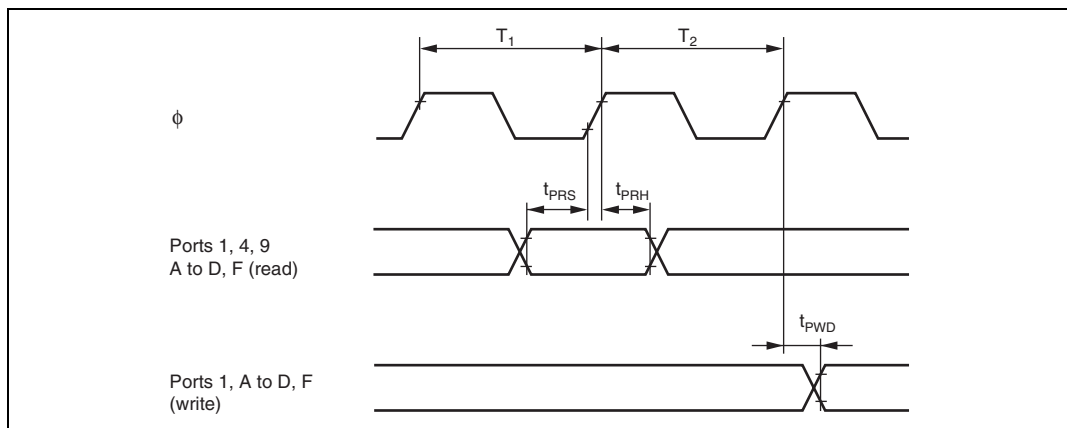 T₁
T₂
ϕ
tPRS
tPRH
Ports 1, 4, 9
A to D, F (read)
tPWD
Ports 1, A to D, F
(write)